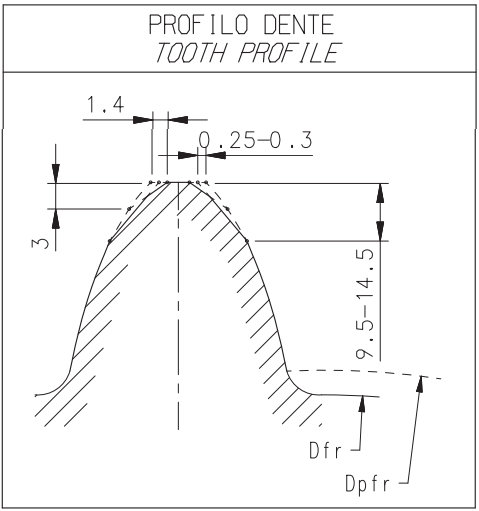 PROFILO DENTE
TOOTH PROFILE
1.4
0.25-0.3
3
9.5-14.5
Dfr
Dpfr